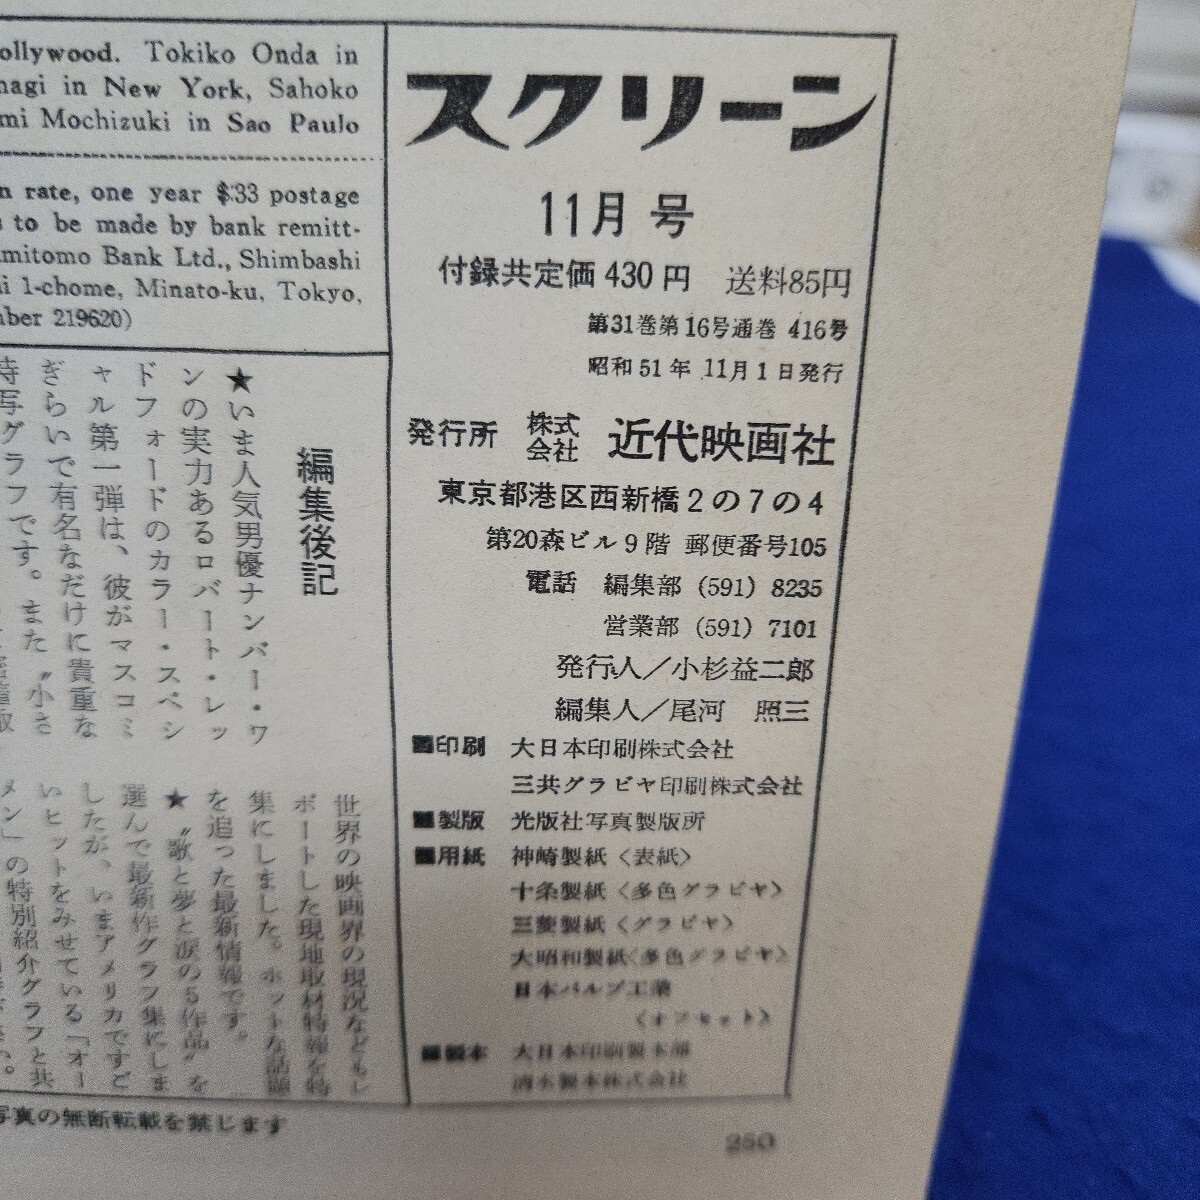 ollywood. Tokiko Onda in
nagi in New York, Sahoko
mi Mochizuki in Sao Paulo
n rate, one year $33 postage
s to be made by bank remitt-
mitomo Bank Ltd., Shimbashi
i 1-chome, Minato-ku, Tokyo,
ber 219620)
スクリーン
11月号
付録共定価430円 送料85円
第31巻第16号通巻 416号
昭和51年 11月1日発行
発行所 株式会社 近代映画社
東京都港区西新橋2の7の4
第20森ビル9階 郵便番号105
電話 編集部 (591) 8235
営業部 (591) 7101
発行人/小杉益二郎
編集人/尾河 照三
■印刷 大日本印刷株式会社
三共グラビヤ印刷株式会社
■製版 光版社写真製版所
■用紙 神崎製紙〈表紙〉
十条製紙〈多色グラビヤ〉
三菱製紙〈グラビヤ〉
大昭和製紙〈多色グラビヤ〉
日本パルプ工業
〈オフセット〉
■製本 大日本印刷製本部
清水製本株式会社
編集後記
★いま人気男優ナンバー・ワ
ンの実力あるロバート・レッ
ドフォードのカラー・スペシ
ャル第一弾は、彼がマスコミ
ぎらいで有名なだけに貴重な
特写グラフです。また〝小さ
世界の映画界の現況などもレ
ポートした現地取材特報を特
集にしました。ホットな話題
を追った最新情報です。
★〝歌と夢と涙の5作品〟を
選んで最新作グラフ集にしま
したが、いまアメリカですご
いヒットをみせている「オー
メン」の特別紹介グラフと共
写真の無断転載を禁じます
250